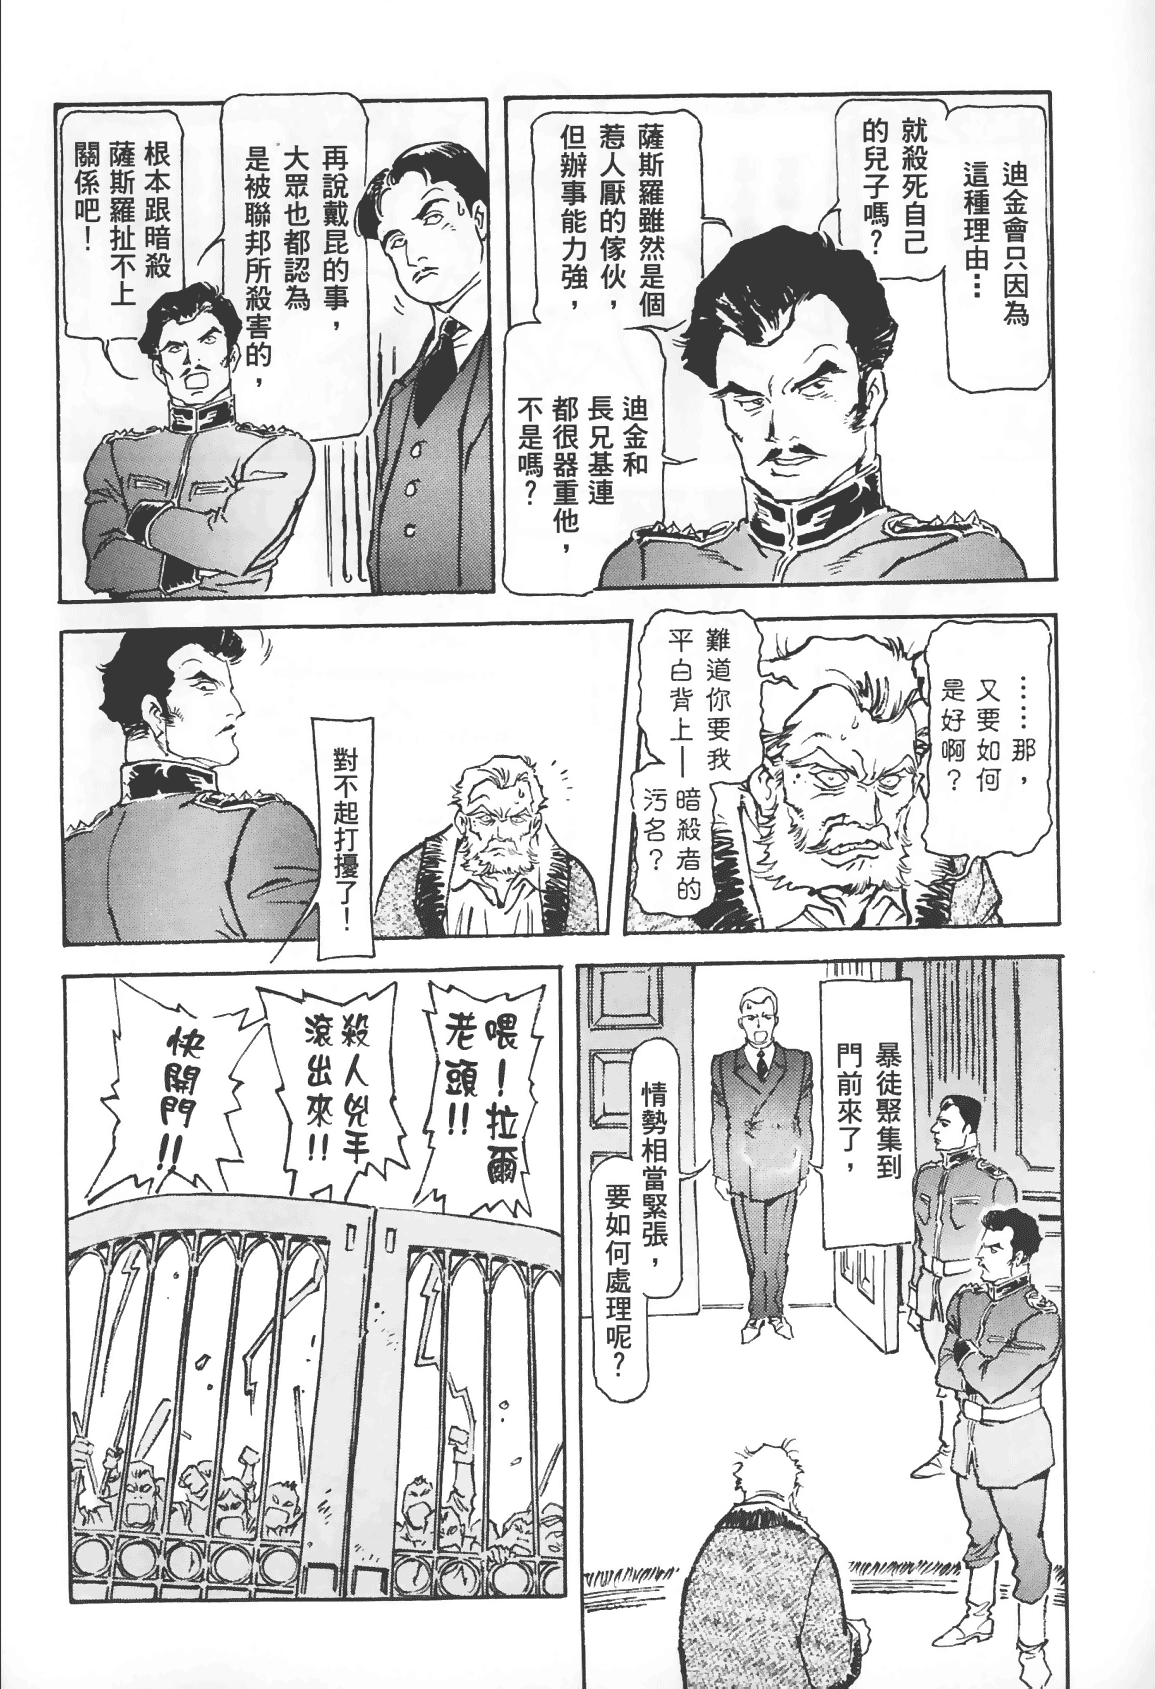 迪金會只因為
這種理由…
就殺死自己
的兒子嗎？
薩斯羅雖然是個
惹人厭的傢伙，
但辦事能力強，
迪金和
長兄基連
都很器重他，
不是嗎？
再說戴昆的事，
大眾也都認為
是被聯邦所殺害的，
根本跟暗殺
薩斯羅扯不上
關係吧！
……那，
又要如何
是好啊？
難道你要我
平白背上—暗殺者的
污名？
對不起打擾了！
暴徒聚集到
門前來了，
情勢相當緊張，
要如何處理呢？
喂！拉爾
老頭!!
殺人兇手
滾出來!!
快開門!!